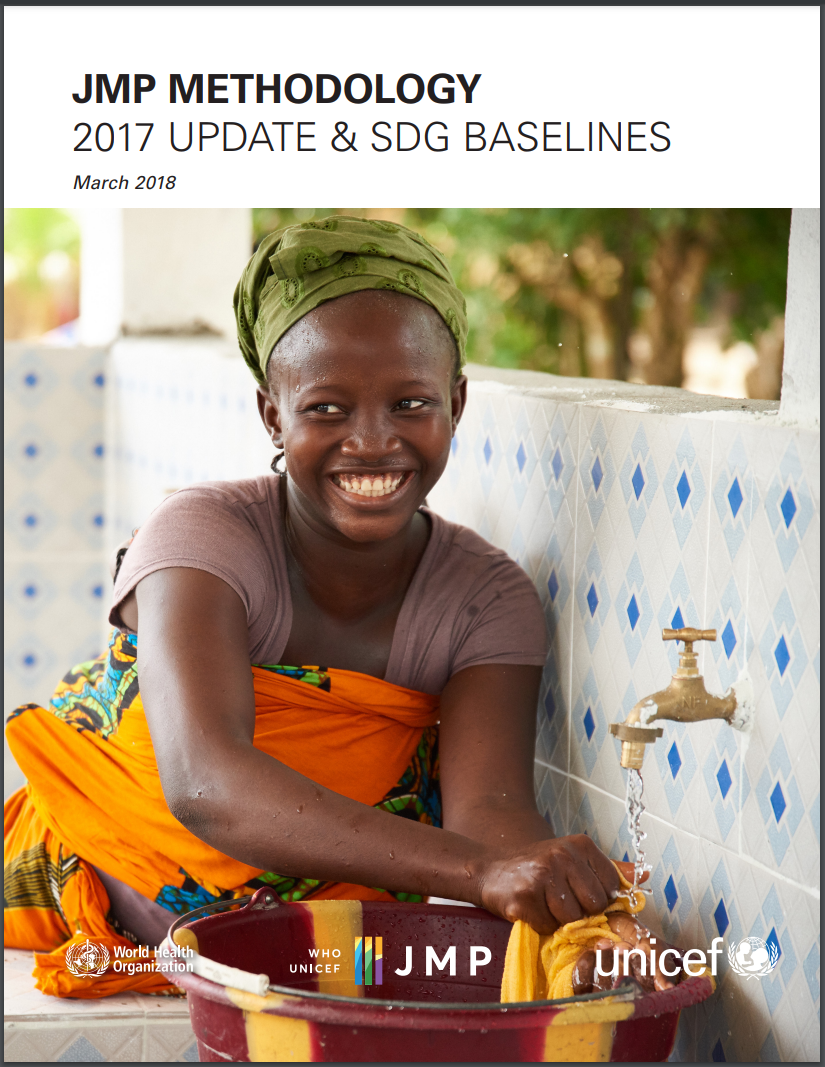 JMP METHODOLOGY
2017 UPDATE & SDG BASELINES
March 2018
World Health
Organization
WHO
UNICEF
JMP
unicef